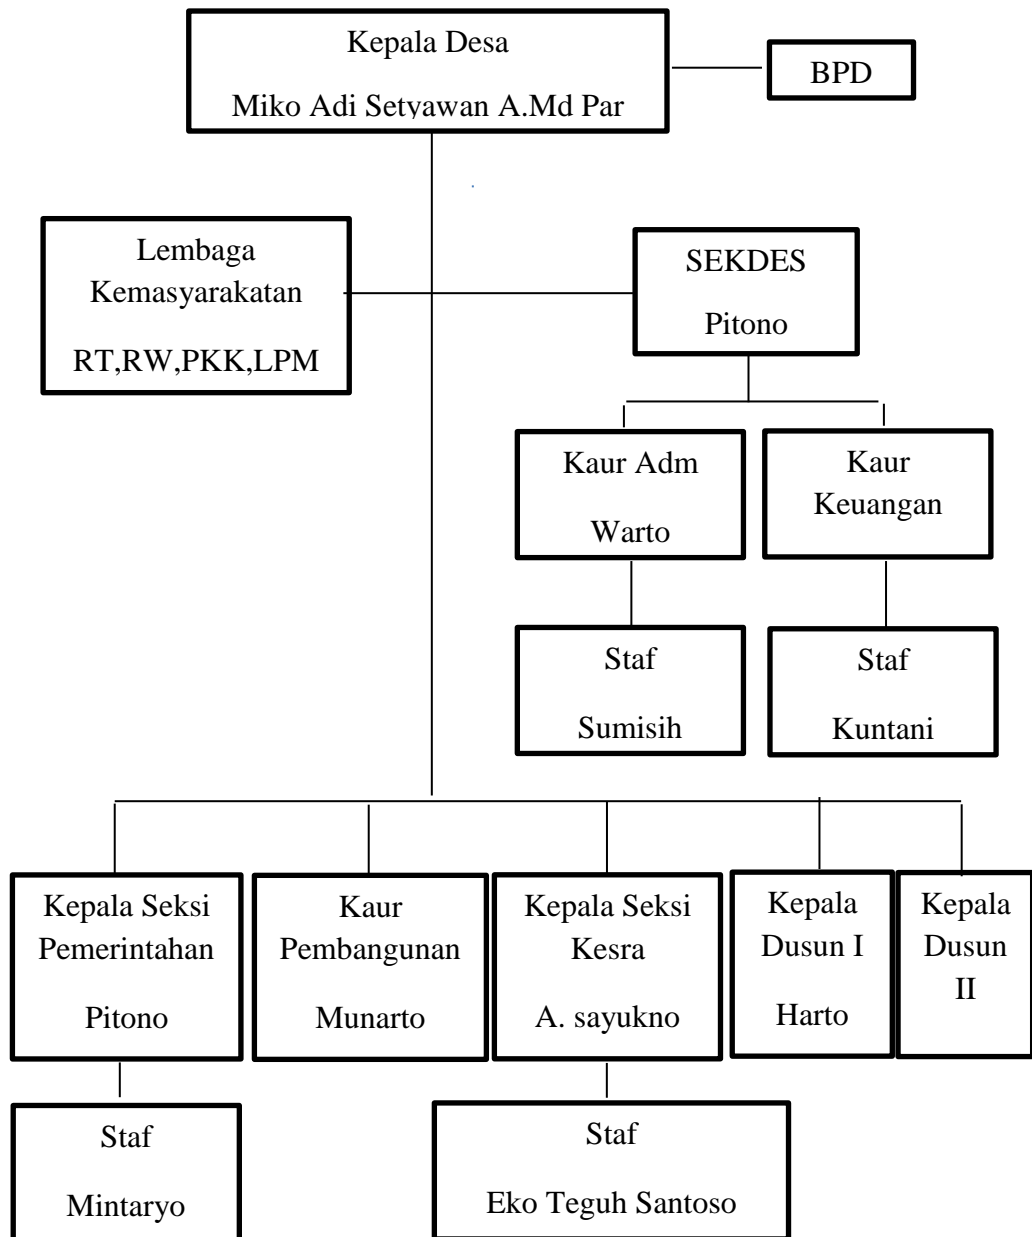 Kepala Desa
Miko Adi Setyawan A.Md Par
BPD
Lembaga
Kemasyarakatan
RT,RW,PKK,LPM
SEKDES
Pitono
Kaur Adm
Warto
Kaur
Keuangan
Staf
Sumisih
Staf
Kuntani
Kepala Seksi
Pemerintahan
Pitono
Kaur
Pembangunan
Munarto
Kepala Seksi
Kesra
A. sayukno
Kepala
Dusun I
Harto
Kepala
Dusun
II
Staf
Mintaryo
Staf
Eko Teguh Santoso